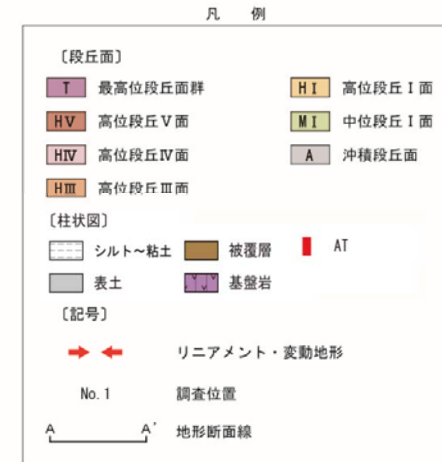 凡 例
〔段丘面〕
T 最高位段丘面群
HⅤ 高位段丘Ⅴ面
HⅣ 高位段丘Ⅳ面
HⅢ 高位段丘Ⅲ面
HⅠ 高位段丘Ⅰ面
MⅠ 中位段丘Ⅰ面
A 沖積段丘面
〔柱状図〕
シルト~粘土 被覆層 AT
表土 基盤岩
〔記号〕
リニアメント・変動地形
No.1 調査位置
A A' 地形断面線